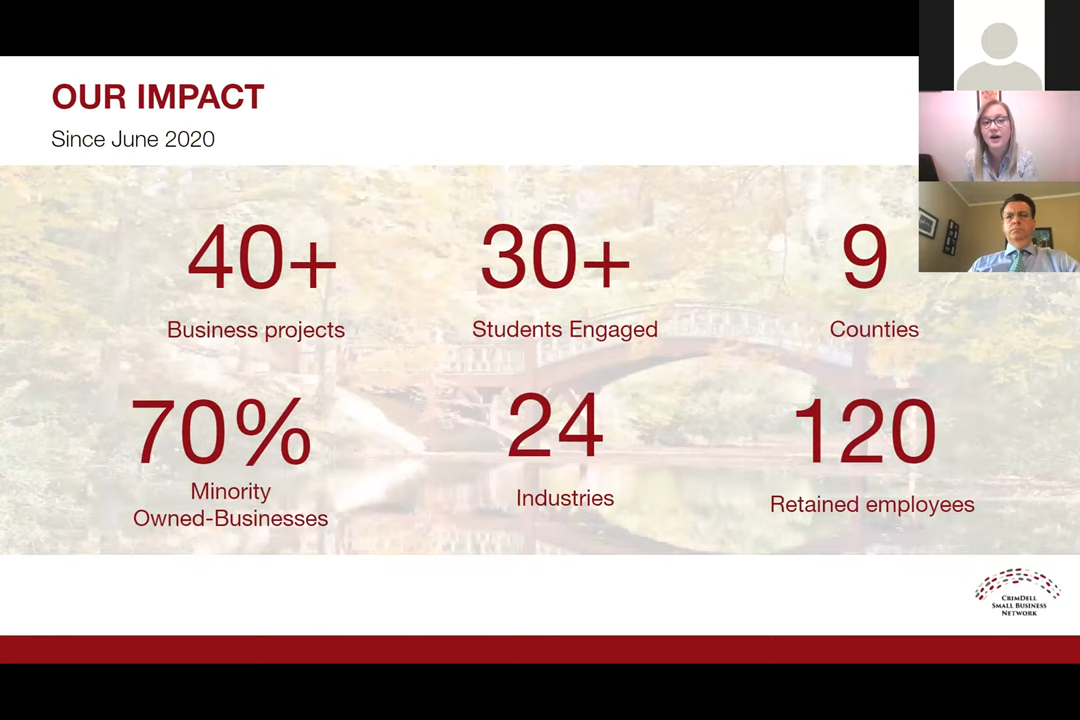 OUR IMPACT
Since June 2020
40+
Business projects
30+
Students Engaged
9
Counties
70%
Minority
Owned-Businesses
24
Industries
120
Retained employees
CRIMDELL
SMALL BUSINESS
NETWORK